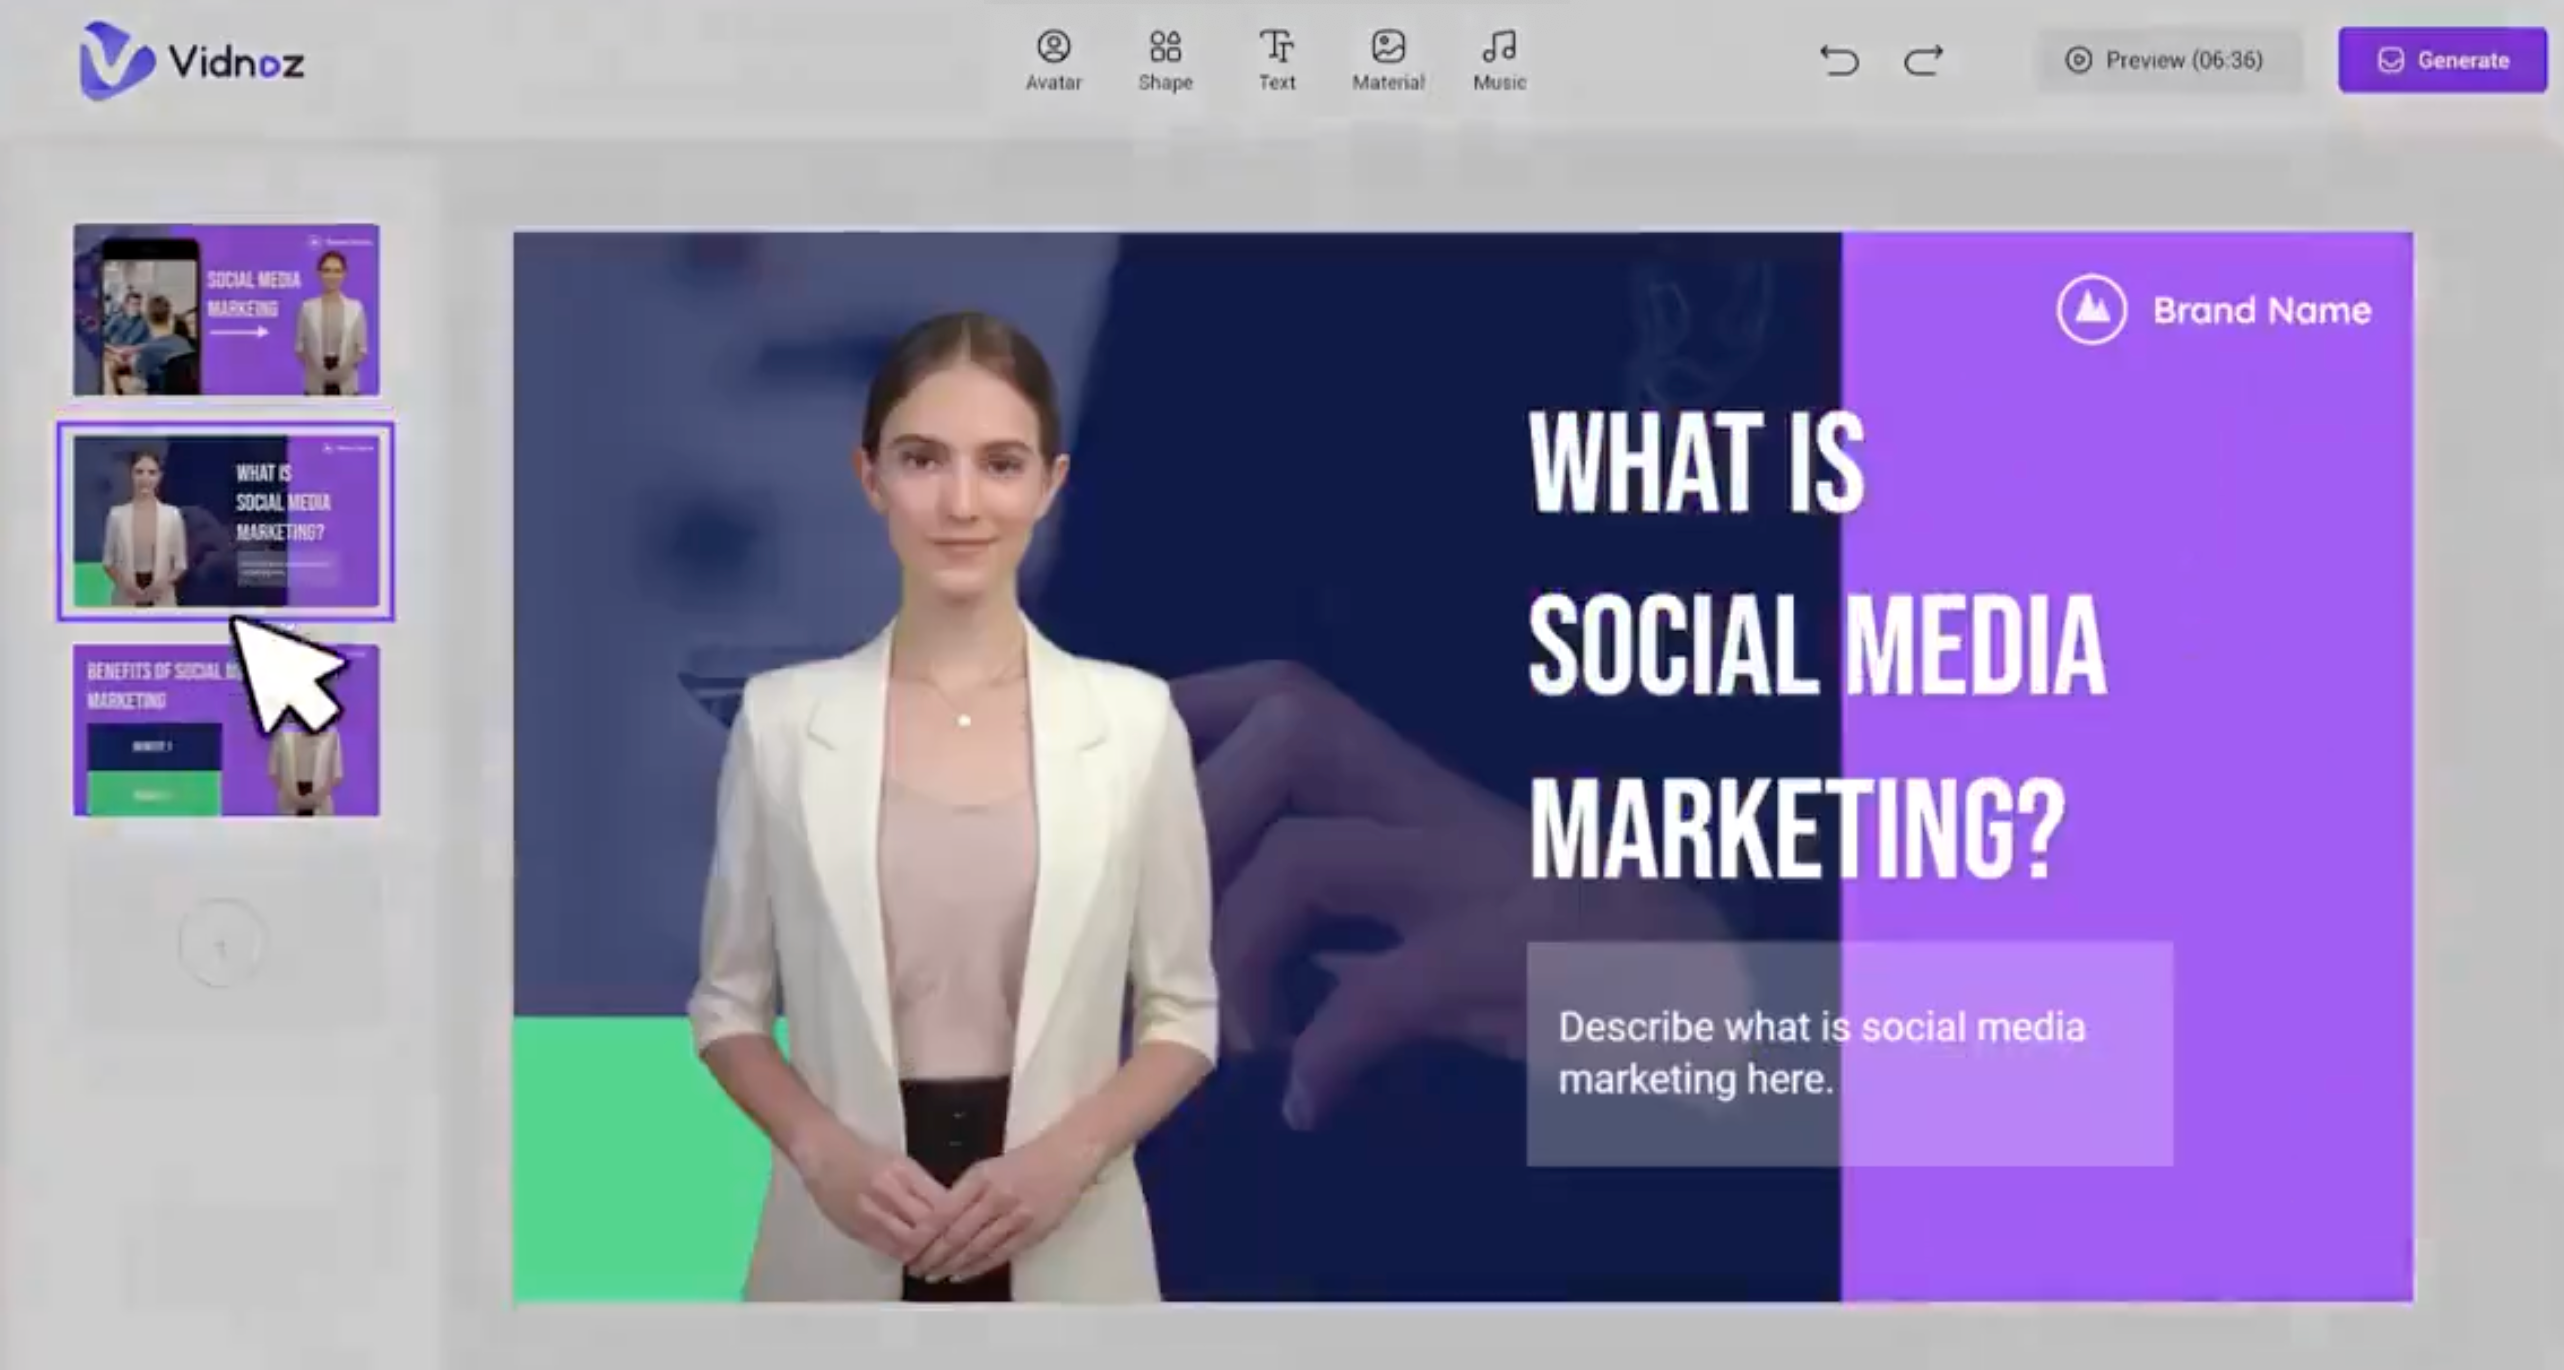 Vidnoz
Avatar
Shape
Text
Material
Music
Preview (06:36)
Generate
SOCIAL MEDIA
MARKEING
WHAT IS
SOCIAL MEDIA
MARKETING?
BENEFITS OF SOCIAL
MARKETING
Brand Name
WHAT IS
SOCIAL MEDIA
MARKETING?
Describe what is social media
marketing here.